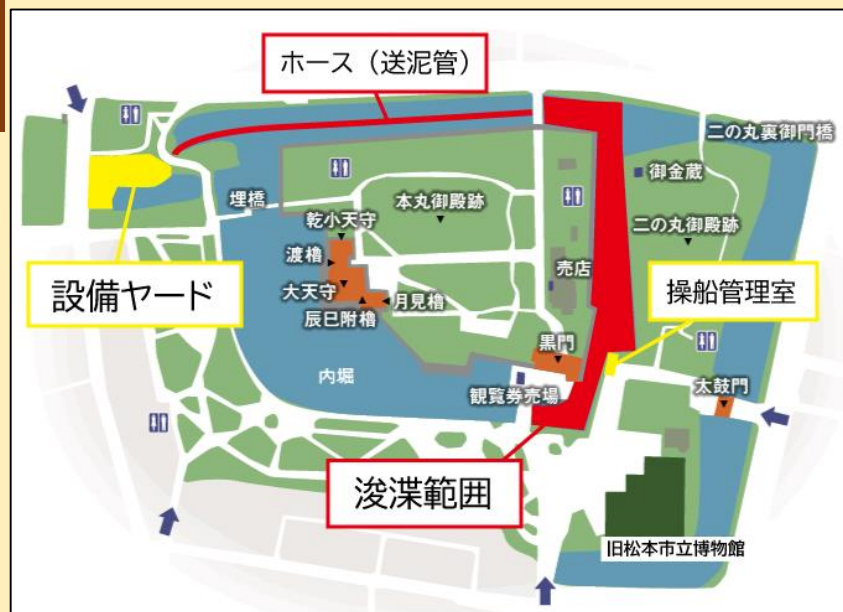 ホース（送泥管）
二の丸裏御門橋
御金蔵
埋橋
本丸御殿跡
乾小天守
二の丸御殿跡
渡櫓
売店
設備ヤード
大天守
月見櫓
操船管理室
辰巳附櫓
黒門
内堀
観覧券売場
太鼓門
浚渫範囲
旧松本市立博物館